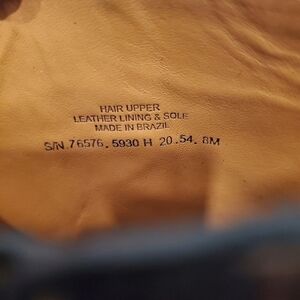 HAIR UPPER
LEATHER LINING & SOLE
MADE IN BRAZIL
S/N.76576.5930 H 20.54. 8M